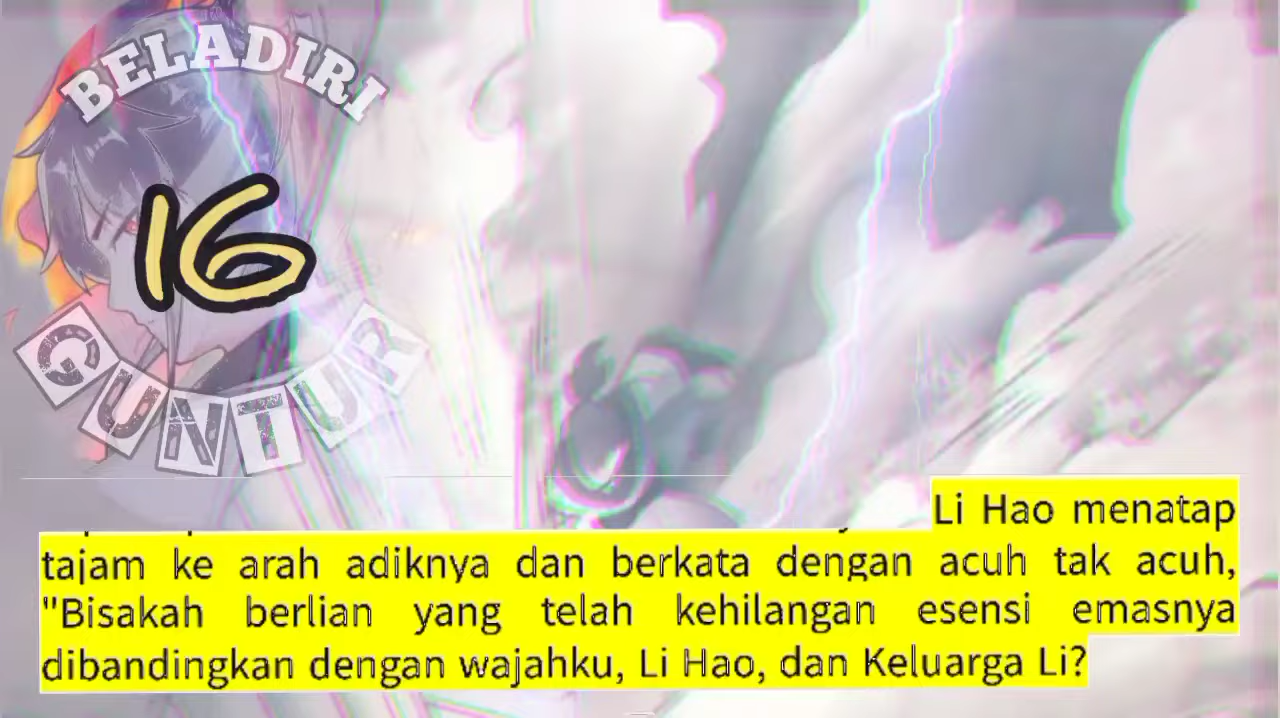 BELADIRI
16
GUNTUR
Li Hao menatap
tajam ke arah adiknya dan berkata dengan acuh tak acuh,
"Bisakah berlian yang telah kehilangan esensi emasnya
dibandingkan dengan wajahku, Li Hao, dan Keluarga Li?